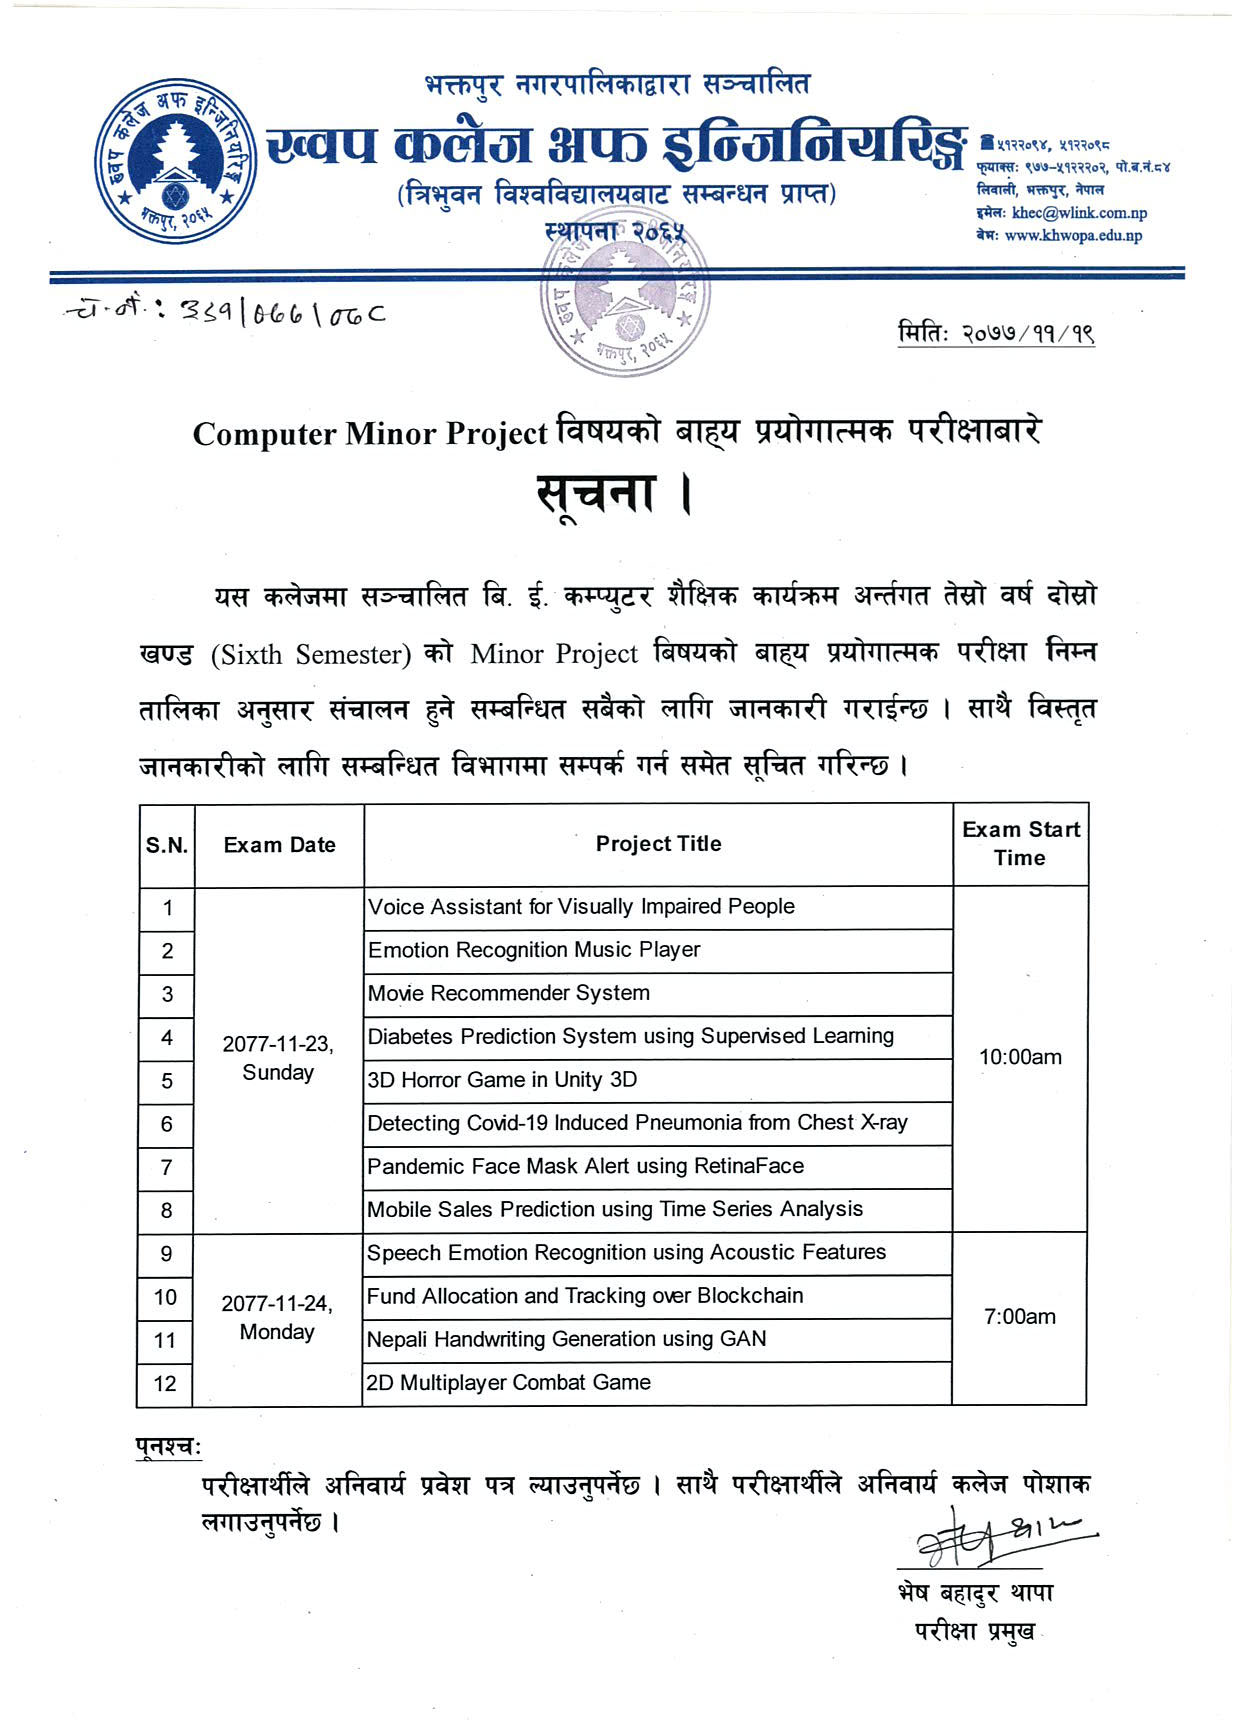 भक्तपुर नगरपालिकाद्वारा सञ्चालित
ख्वप कलेज अफ इन्जिनियरिङ्ग
(त्रिभुवन विश्वविद्यालयबाट सम्बन्धन प्राप्त)
स्थापना २०६५
ख्वप कलेज अफ इन्जिनियरिङ्ग
भक्तपुर, २०६५
☎ ५१२२०९४, ५१२२०९८
फ्याक्सः ९७७-५१२२२०२, पो.ब.नं.८४
लिवाली, भक्तपुर, नेपाल
इमेलः khec@wlink.com.np
बेभः www.khwopa.edu.np
ख्वप कलेज अफ इन्जिनियरिङ्ग
भक्तपुर, २०६५
च.नं.:
मितिः २०७७/११/१९
Computer Minor Project विषयको बाह्य प्रयोगात्मक परीक्षाबारे
सूचना ।
यस कलेजमा सञ्चालित बि. ई. कम्प्युटर शैक्षिक कार्यक्रम अर्न्तगत तेस्रो वर्ष दोस्रो
खण्ड (Sixth Semester) को Minor Project बिषयको बाह्य प्रयोगात्मक परीक्षा निम्न
तालिका अनुसार संचालन हुने सम्बन्धित सबैको लागि जानकारी गराईन्छ । साथै विस्तृत
जानकारीको लागि सम्बन्धित विभागमा सम्पर्क गर्न समेत सूचित गरिन्छ ।
S.N. Exam Date Project Title Exam Start Time
1 Voice Assistant for Visually Impaired People
2 Emotion Recognition Music Player
3 Movie Recommender System
4 Diabetes Prediction System using Supervised Learning
2077-11-23, Sunday 10:00am
5 3D Horror Game in Unity 3D
6 Detecting Covid-19 Induced Pneumonia from Chest X-ray
7 Pandemic Face Mask Alert using RetinaFace
8 Mobile Sales Prediction using Time Series Analysis
9 Speech Emotion Recognition using Acoustic Features
10 Fund Allocation and Tracking over Blockchain
2077-11-24, Monday 7:00am
11 Nepali Handwriting Generation using GAN
12 2D Multiplayer Combat Game
पूनश्चः
परीक्षार्थीले अनिवार्य प्रवेश पत्र ल्याउनुपर्नेछ । साथै परीक्षार्थीले अनिवार्य कलेज पोशाक
लगाउनुपर्नेछ ।
भेष बहादुर थापा
परीक्षा प्रमुख